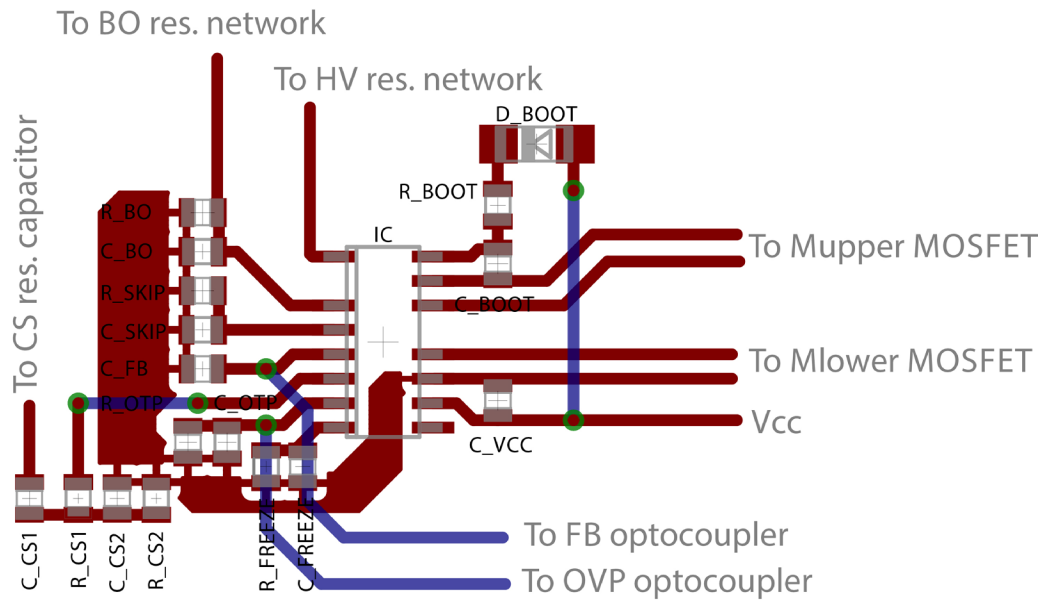 To BO res. network
To HV res. network
To CS res. capacitor
D_BOOT
R_BOOT
R_BO
IC
C_BO
To Mupper MOSFET
R_SKIP
C_BOOT
C_SKIP
C_FB
To Mlower MOSFET
R_OTP
C_OTP
Vcc
C_VCC
To FB optocoupler
To OVP optocoupler
C_CS1
R_CS1
C_CS2
R_CS2
R_FREEZE
C_FREEZE